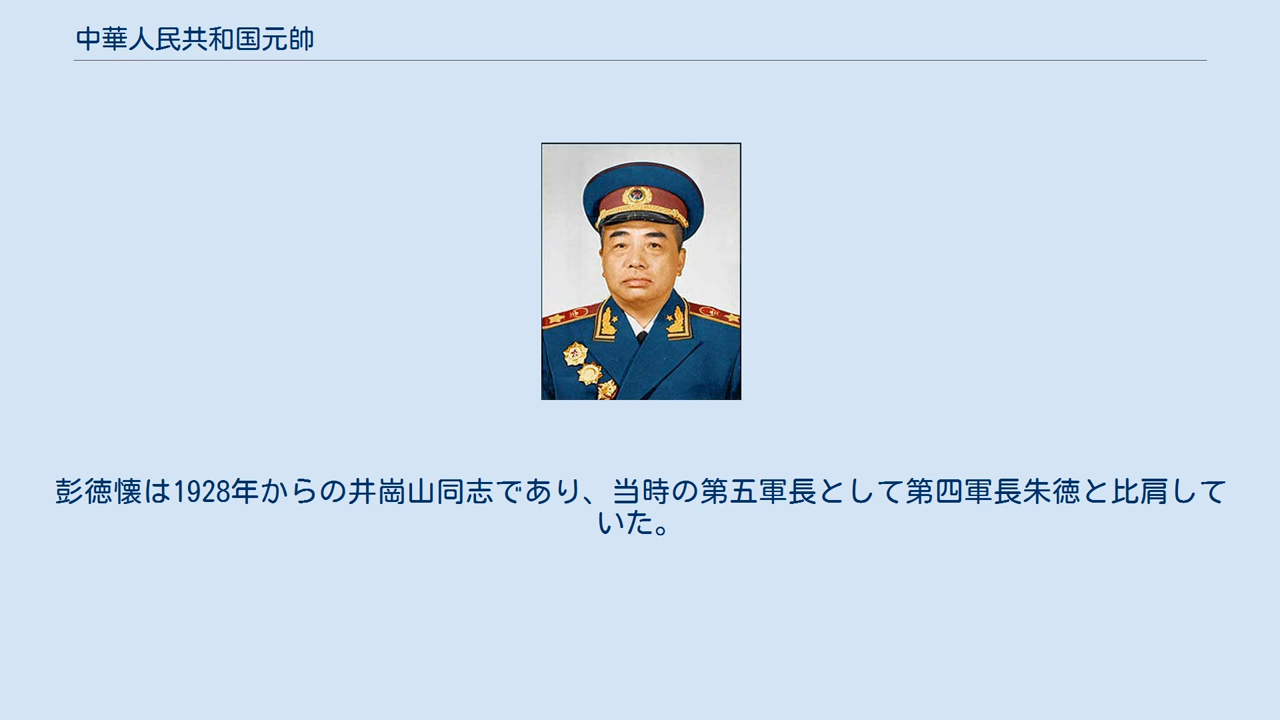 中華人民共和国元帥
彭徳懐は1928年からの井崗山同志であり、当時の第五軍長として第四軍長朱徳と比肩して
いた。